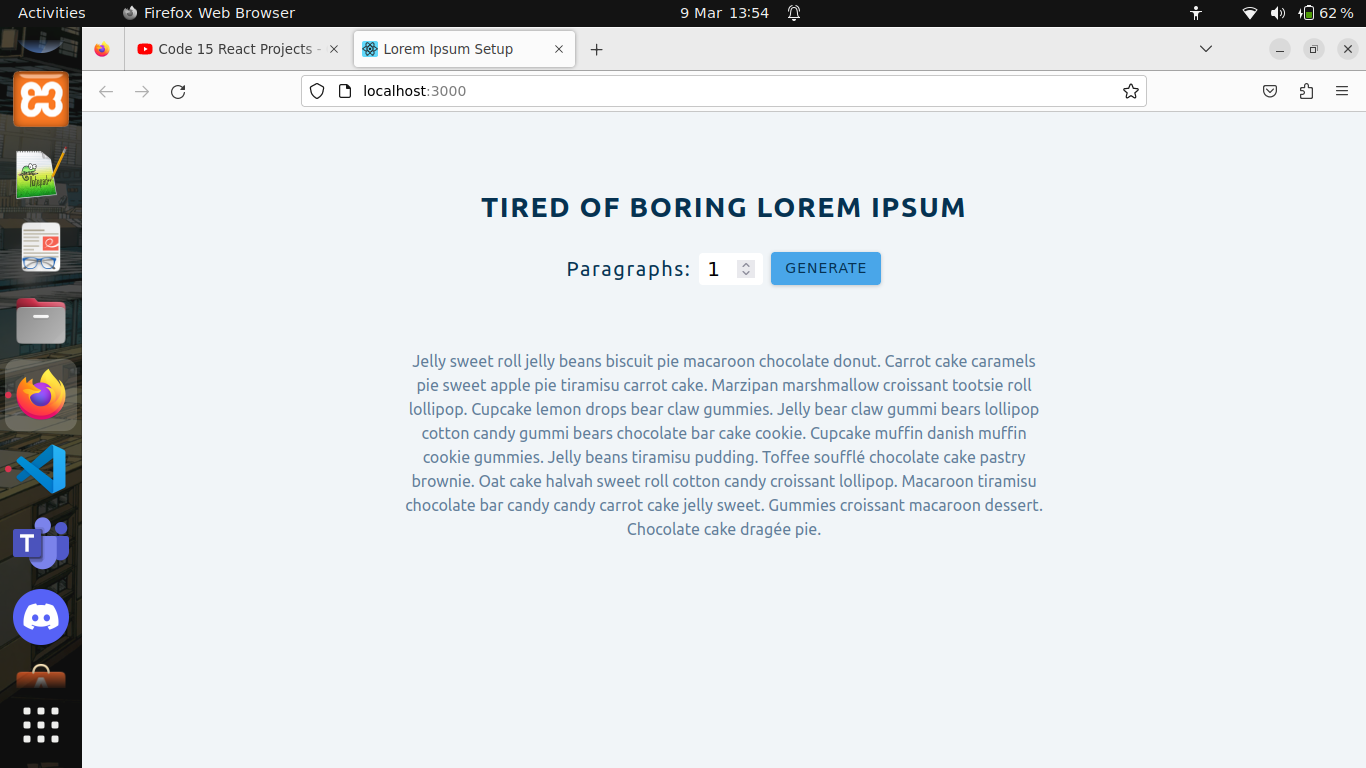 Activities
Firefox Web Browser
9 Mar 13:54
62 %
Code 15 React Projects -
Lorem Ipsum Setup
localhost:3000
TIRED OF BORING LOREM IPSUM
Paragraphs: 1 GENERATE
Jelly sweet roll jelly beans biscuit pie macaroon chocolate donut. Carrot cake caramels
pie sweet apple pie tiramisu carrot cake. Marzipan marshmallow croissant tootsie roll
lollipop. Cupcake lemon drops bear claw gummies. Jelly bear claw gummi bears lollipop
cotton candy gummi bears chocolate bar cake cookie. Cupcake muffin danish muffin
cookie gummies. Jelly beans tiramisu pudding. Toffee soufflé chocolate cake pastry
brownie. Oat cake halvah sweet roll cotton candy croissant lollipop. Macaroon tiramisu
chocolate bar candy candy carrot cake jelly sweet. Gummies croissant macaroon dessert.
Chocolate cake dragée pie.